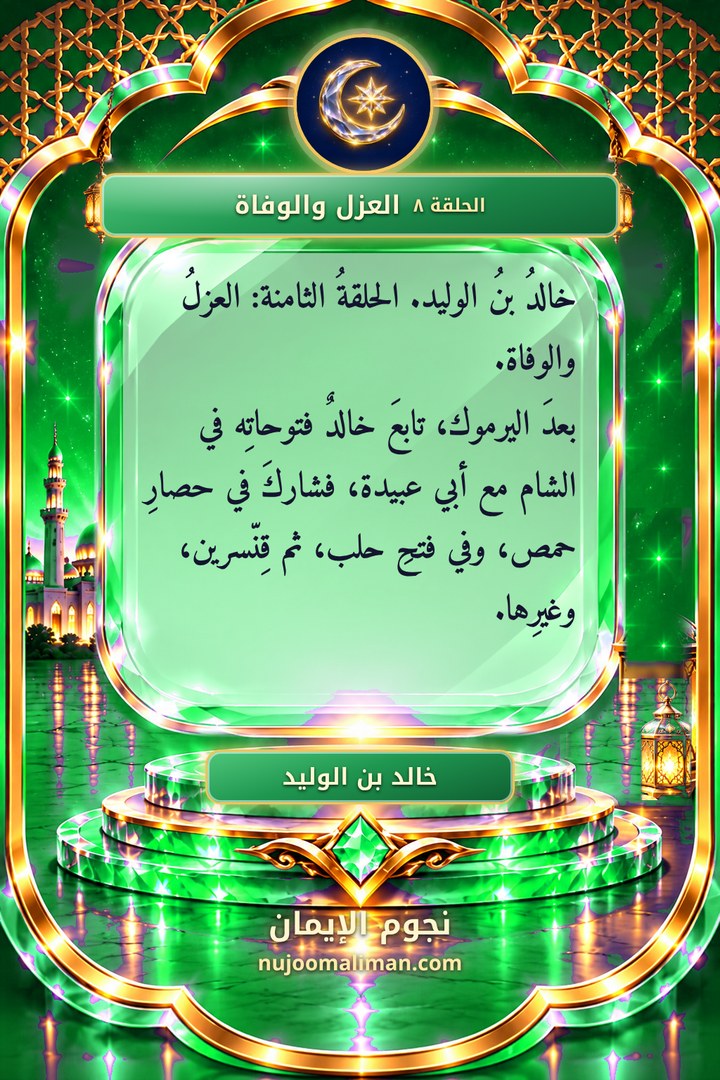 الحلقة ٨ العزل والوفاة
خالدُ بنُ الوليد. الحلقةُ الثامنة: العزلُ
والوفاة.
بعدَ اليرموك، تابعَ خالدٌ فتوحاتِه في
الشام مع أبي عبيدة، فشاركَ في حصارِ
حمص، وفي فتحِ حلب، ثم قِنّسرين،
وغيرِها.
خالد بن الوليد
نجوم الإيمان
nujoomaliman.com